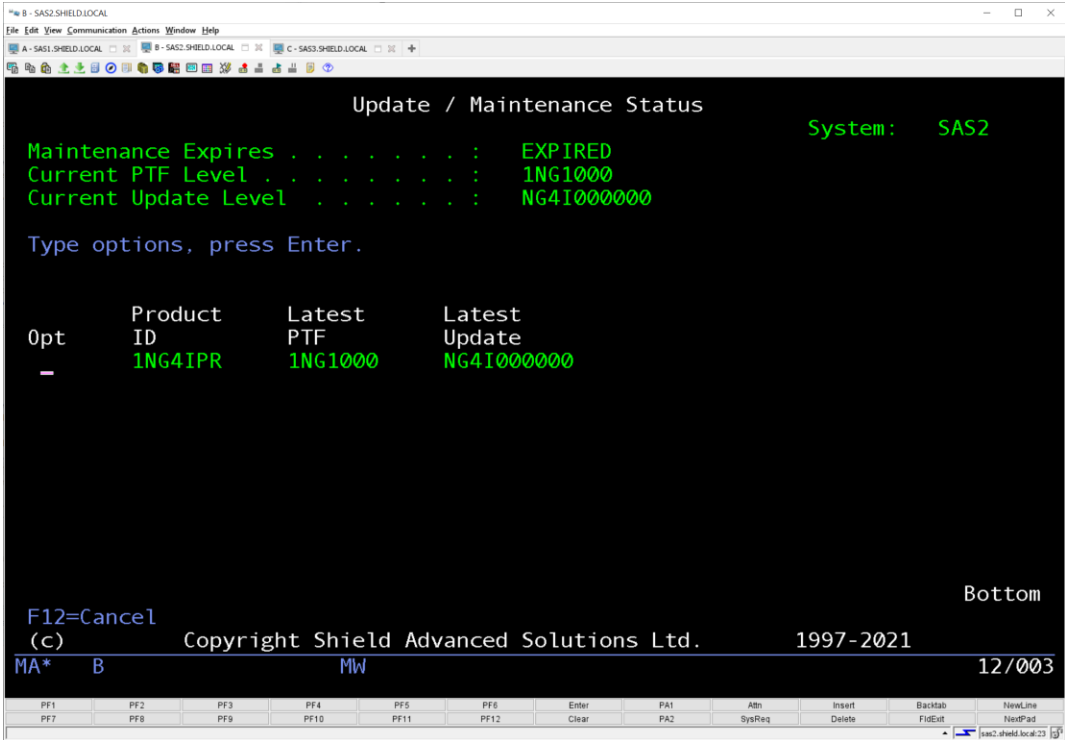 B - SAS2.SHIELD.LOCAL
File Edit View Communication Actions Window Help
A - SAS1.SHIELD.LOCAL B - SAS2.SHIELD.LOCAL C - SAS3.SHIELD.LOCAL
Update / Maintenance Status
System: SAS2
Maintenance Expires . . . . . . . : EXPIRED
Current PTF Level . . . . . . . . : 1NG1000
Current Update Level . . . . . . : NG4I000000
Type options, press Enter.
Product Latest Latest
Opt ID PTF Update
1NG4IPR 1NG1000 NG4I000000
Bottom
F12=Cancel
(c) Copyright Shield Advanced Solutions Ltd. 1997-2021
MA* B MW 12/003
PF1 PF2 PF3 PF4 PF5 PF6 Enter PA1 Attn Insert Backtab NewLine
PF7 PF8 PF9 PF10 PF11 PF12 Clear PA2 SysReq Delete FldExit NextPad
sas2.shield.local:23